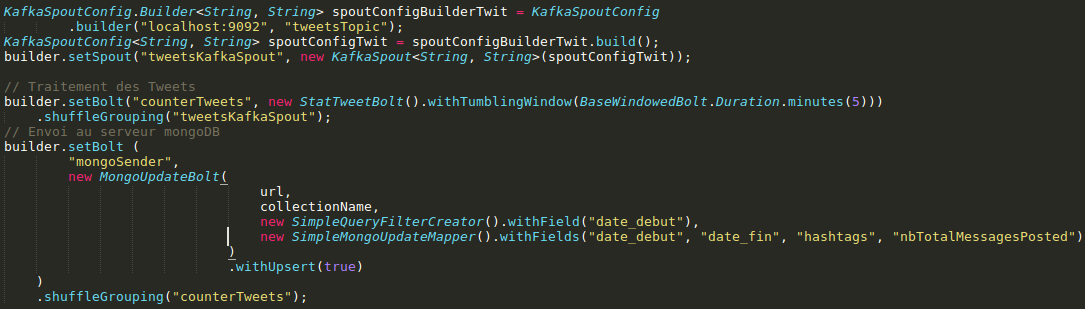 KafkaSpoutConfig.Builder<String, String> spoutConfigBuilderTwit = KafkaSpoutConfig
.builder("localhost:9092", "tweetsTopic");
KafkaSpoutConfig<String, String> spoutConfigTwit = spoutConfigBuilderTwit.build();
builder.setSpout("tweetsKafkaSpout", new KafkaSpout<String, String>(spoutConfigTwit));
// Traitement des Tweets
builder.setBolt("counterTweets", new StatTweetBolt().withTumblingWindow(BaseWindowedBolt.Duration.minutes(5)))
.shuffleGrouping("tweetsKafkaSpout");
// Envoi au serveur mongoDB
builder.setBolt (
"mongoSender",
new MongoUpdateBolt(
url,
collectionName,
new SimpleQueryFilterCreator().withField("date_debut"),
new SimpleMongoUpdateMapper().withFields("date_debut", "date_fin", "hashtags", "nbTotalMessagesPosted")
)
.withUpsert(true)
)
.shuffleGrouping("counterTweets");